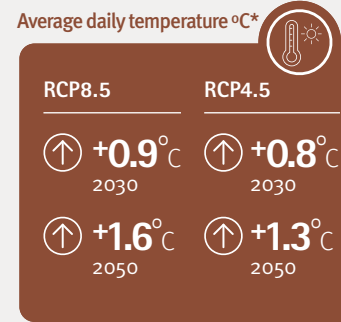 Average daily temperature ºC*
RCP8.5
RCP4.5
+0.9°C
2030
+0.8°C
2030
+1.6°C
2050
+1.3°C
2050